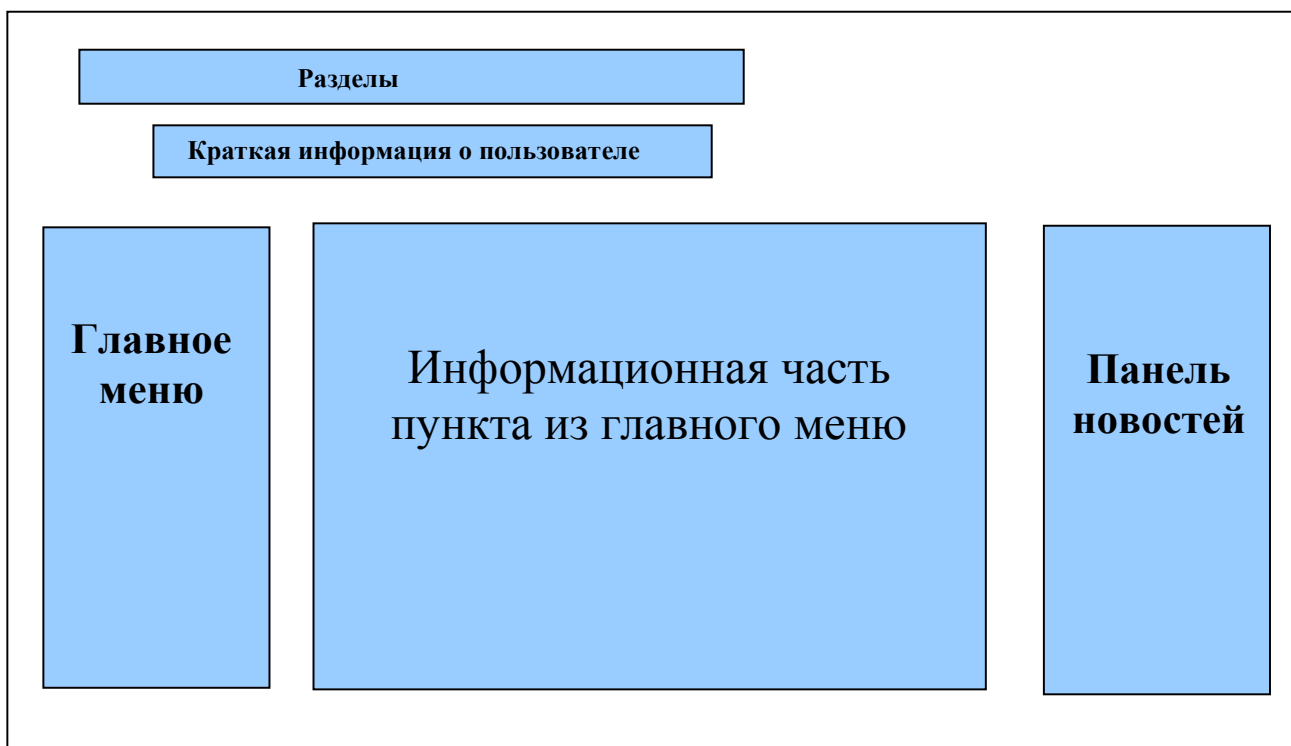 Разделы
Краткая информация о пользователе
Главное
меню
Информационная часть
пункта из главного меню
Панель
новостей